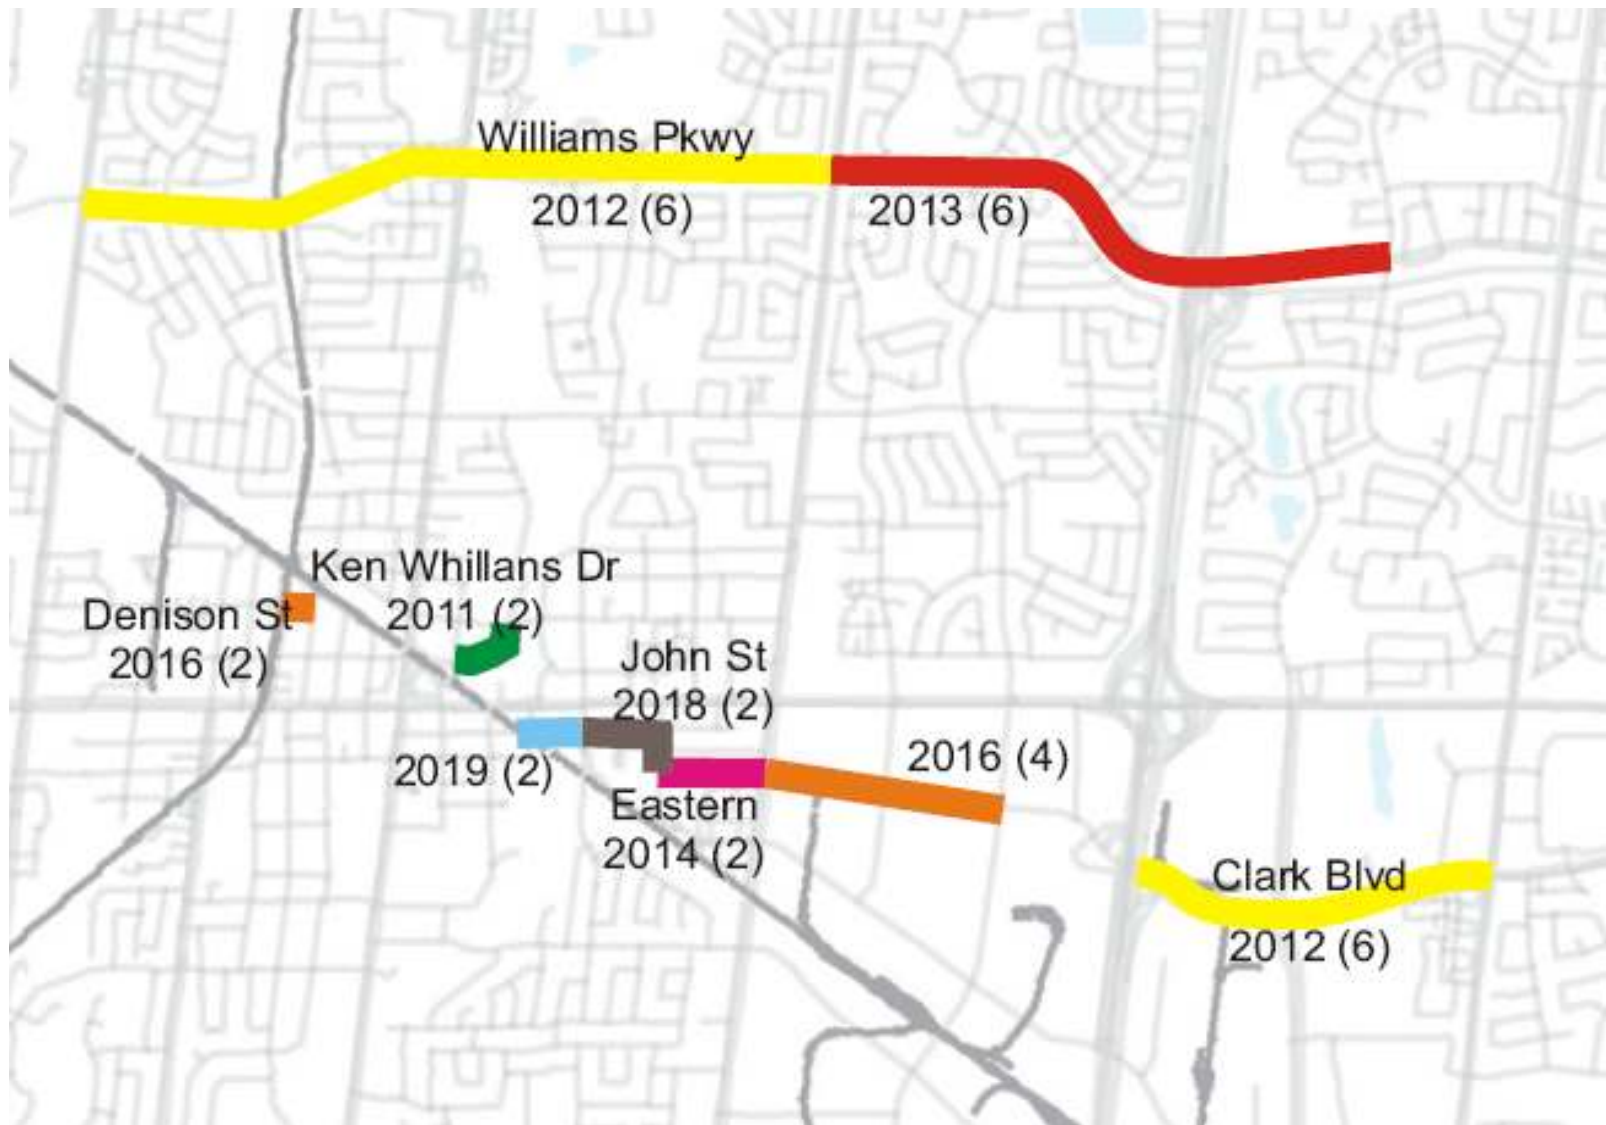 Williams Pkwy
2012 (6)
2013 (6)
Ken Whillans Dr
2011 (2)
Denison St
2016 (2)
John St
2018 (2)
2019 (2)
2016 (4)
Eastern
2014 (2)
Clark Blvd
2012 (6)